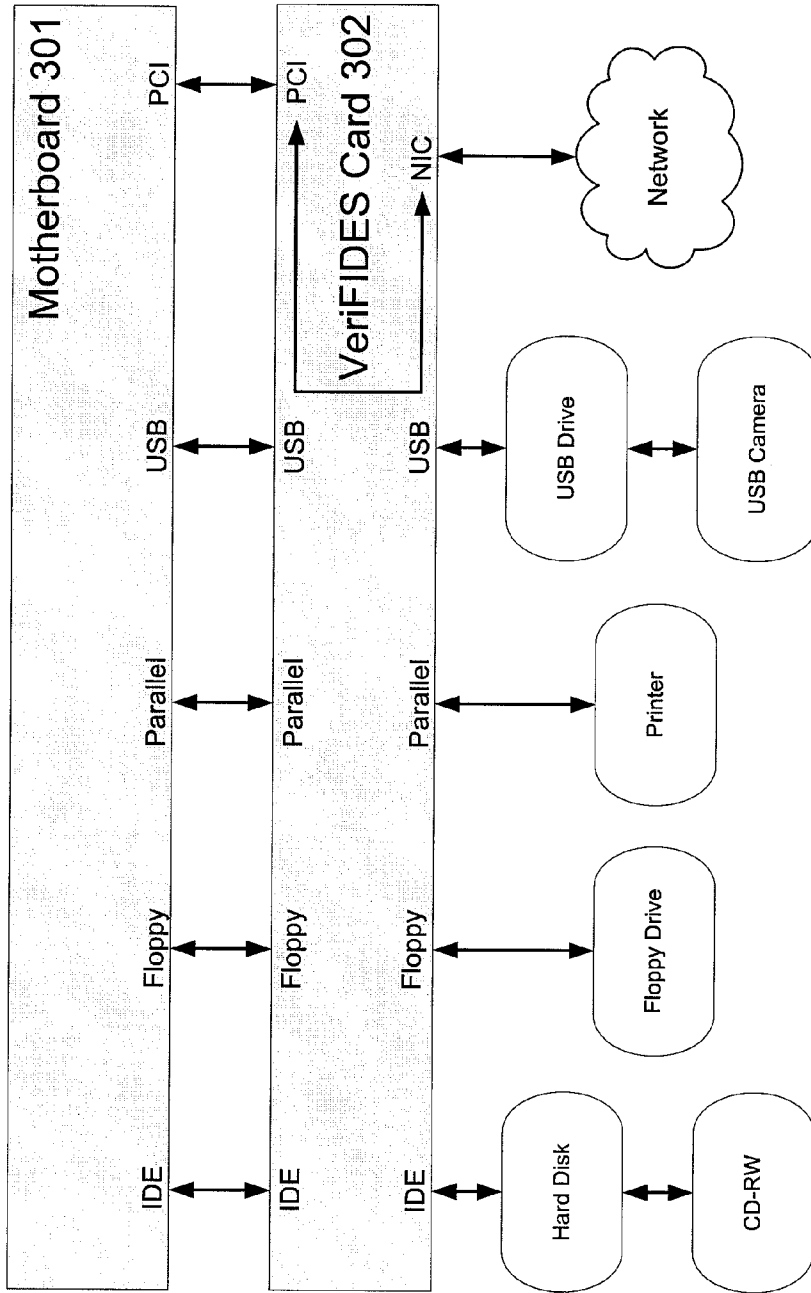 Motherboard 301
IDE
Floppy
Parallel
USB
PCI
IDE
Floppy
Parallel
USB
PCI
VeriFIDES Card 302
IDE
Floppy
Parallel
USB
NIC
Hard Disk
Floppy Drive
Printer
USB Drive
Network
CD-RW
USB Camera